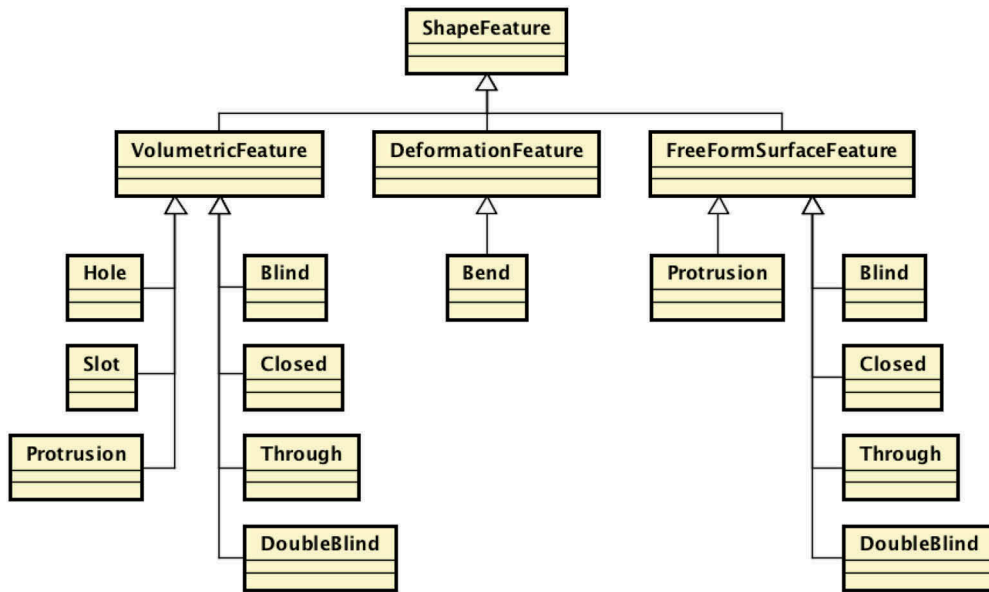 ShapeFeature
VolumetricFeature
DeformationFeature
FreeFormSurfaceFeature
Hole
Blind
Bend
Protrusion
Blind
Slot
Closed
Closed
Protrusion
Through
Through
DoubleBlind
DoubleBlind